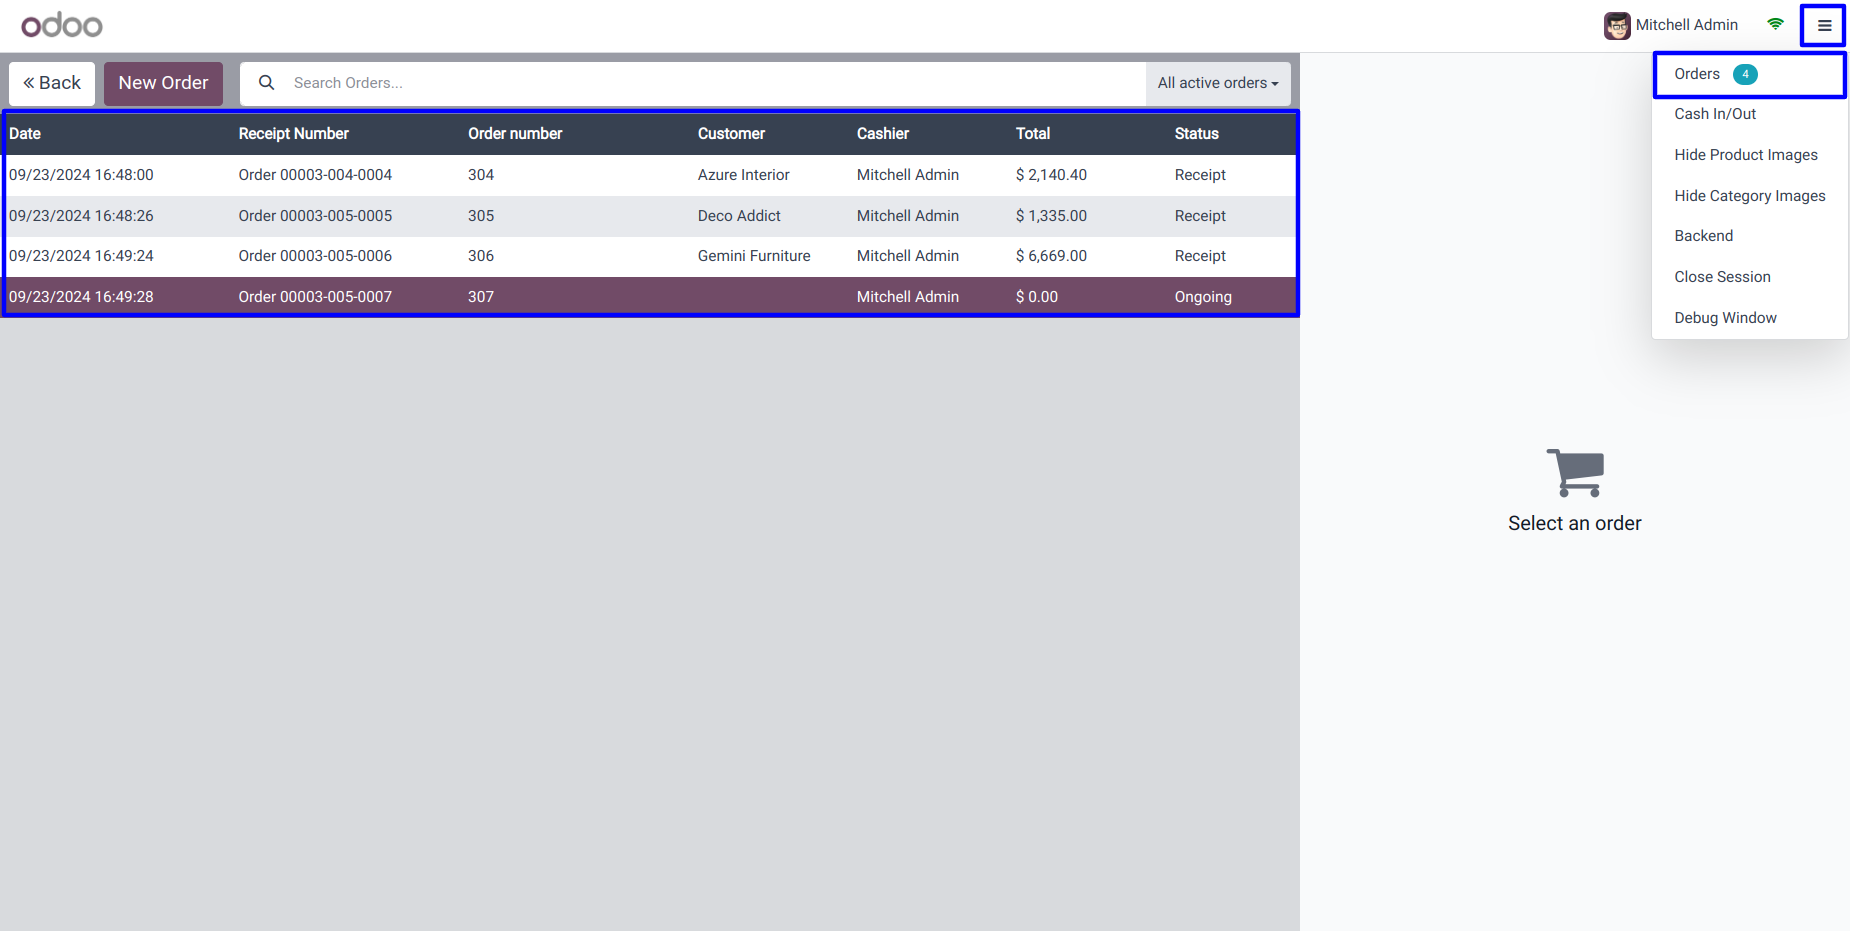 odoo
Mitchell Admin
« Back
New Order
Search Orders...
All active orders
Date Receipt Number Order number Customer Cashier Total Status
09/23/2024 16:48:00 Order 00003-004-0004 304 Azure Interior Mitchell Admin $ 2,140.40 Receipt
09/23/2024 16:48:26 Order 00003-005-0005 305 Deco Addict Mitchell Admin $ 1,335.00 Receipt
09/23/2024 16:49:24 Order 00003-005-0006 306 Gemini Furniture Mitchell Admin $ 6,669.00 Receipt
09/23/2024 16:49:28 Order 00003-005-0007 307 Mitchell Admin $ 0.00 Ongoing
Orders 4
Cash In/Out
Hide Product Images
Hide Category Images
Backend
Close Session
Debug Window
Select an order